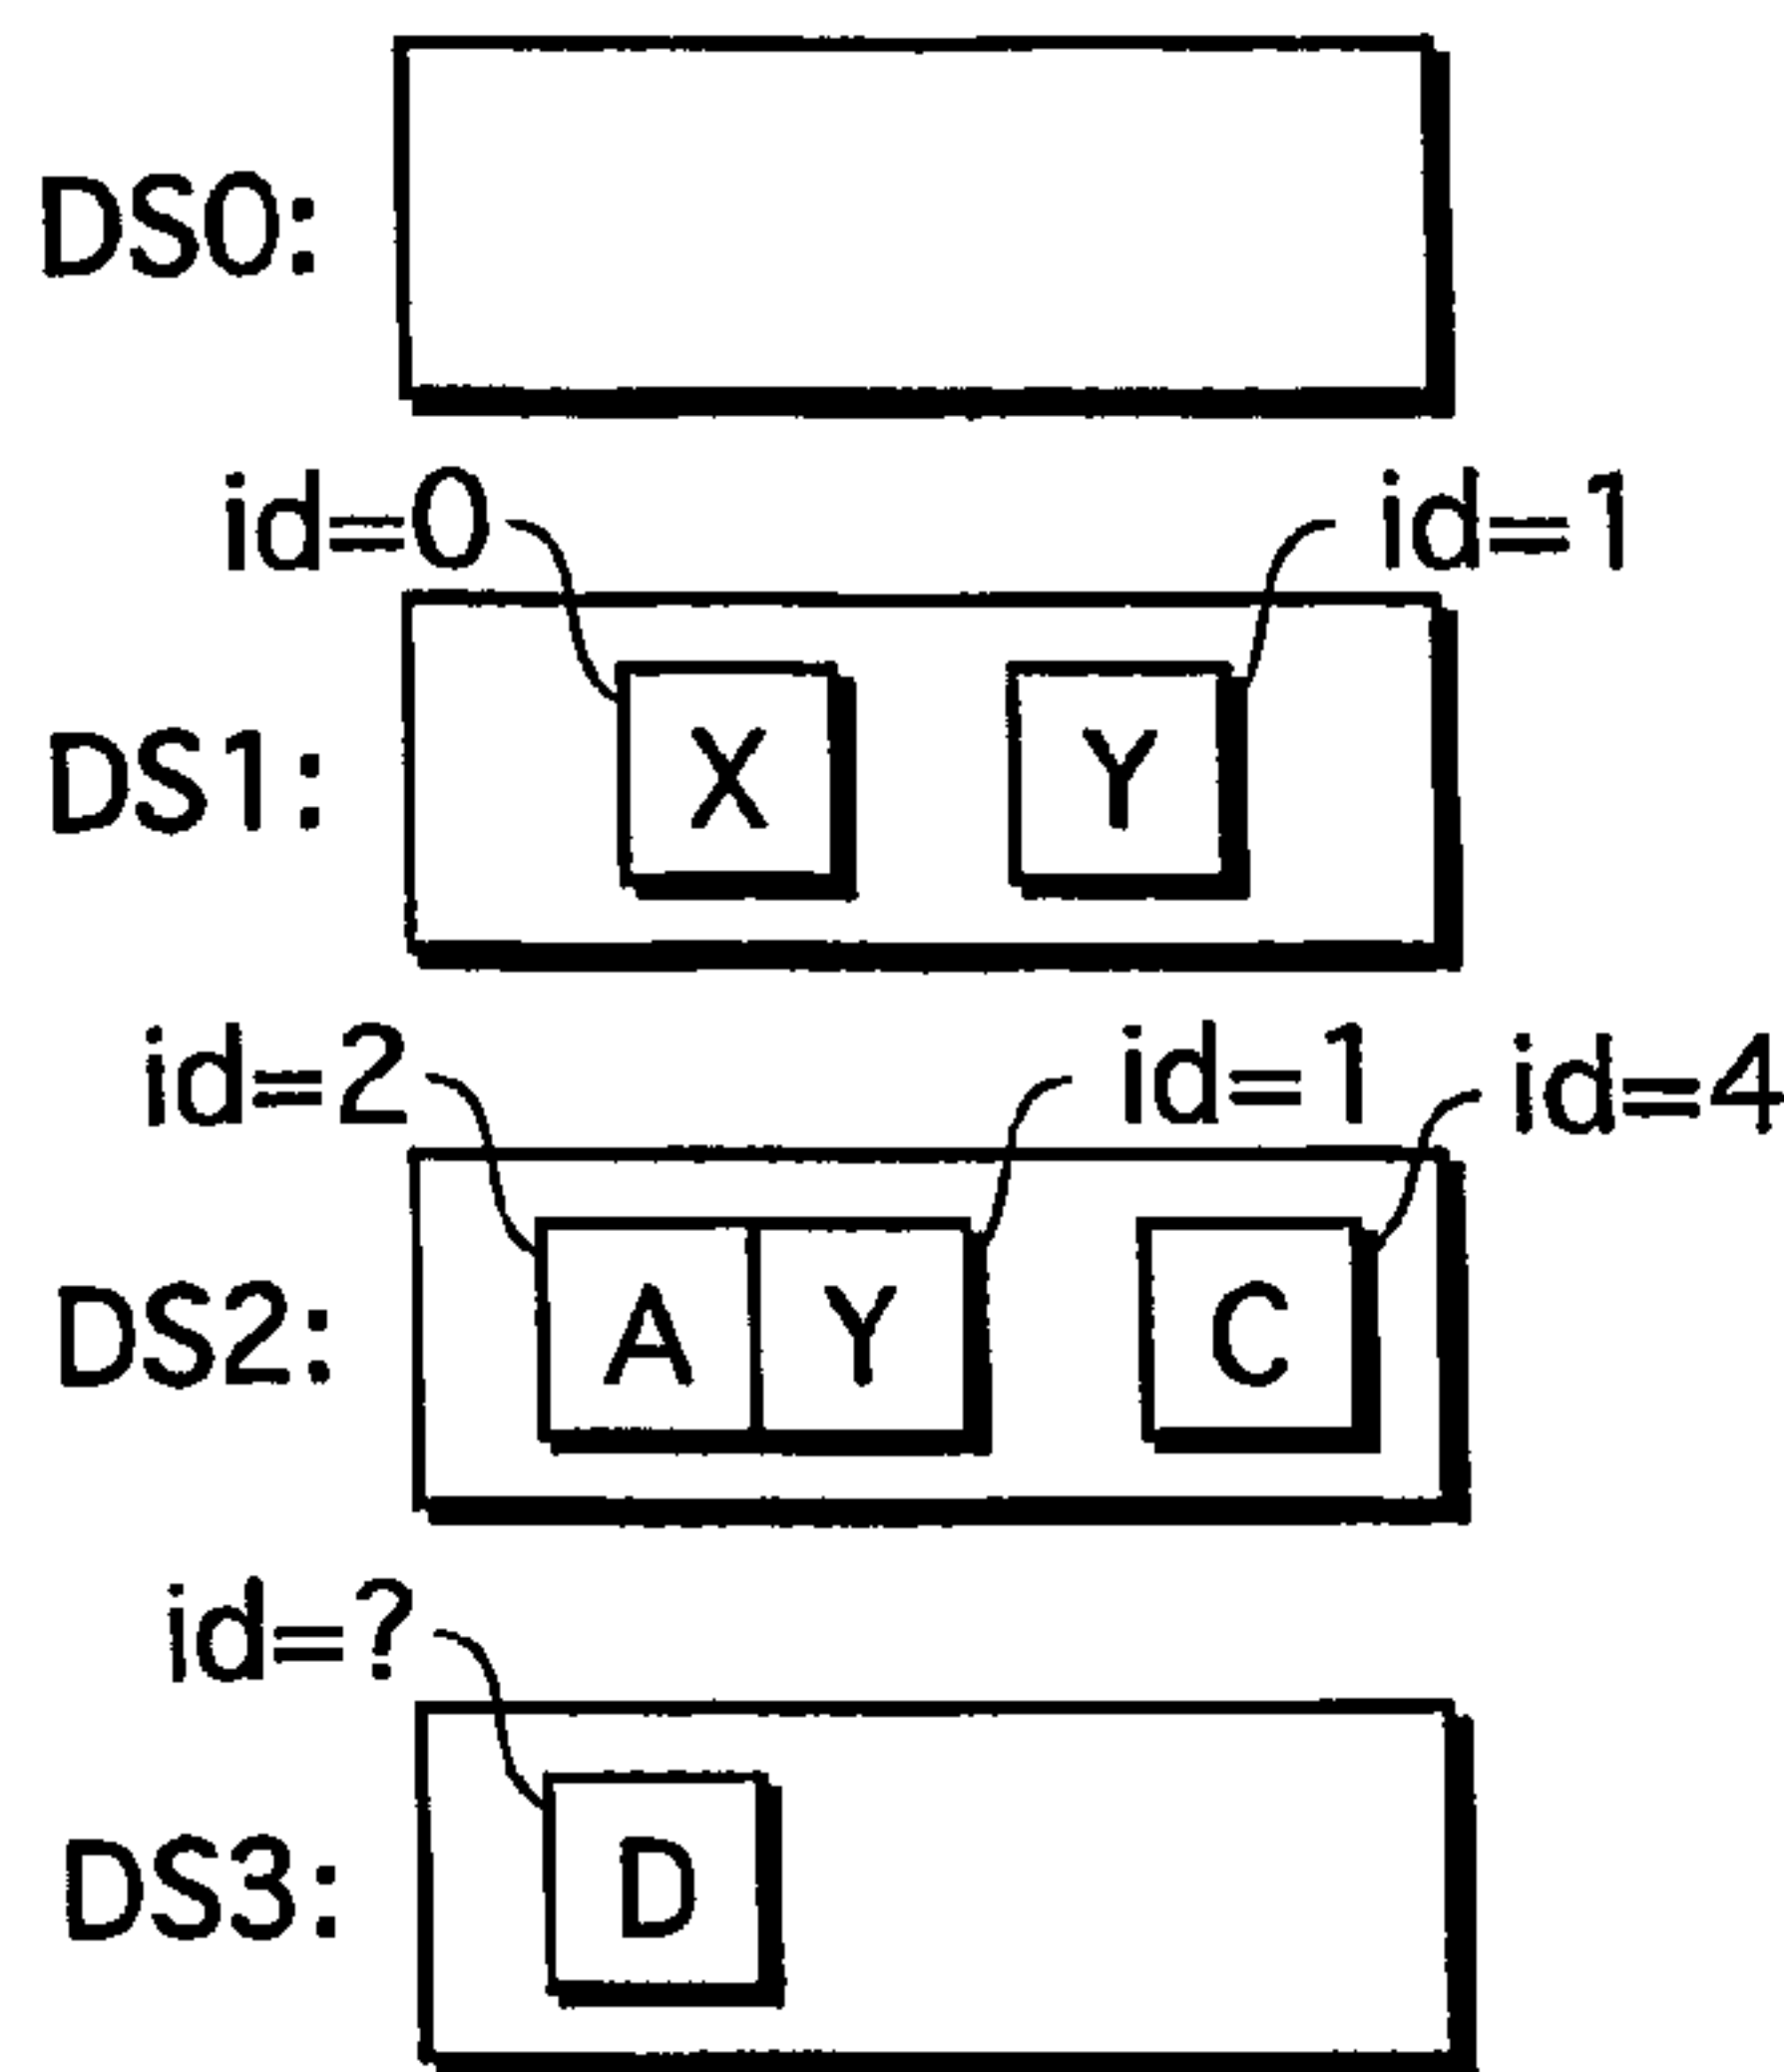 DS0:
id=0 id=1
DS1: X Y
id=2 id=1 id=4
DS2: A Y C
id=?
DS3: D